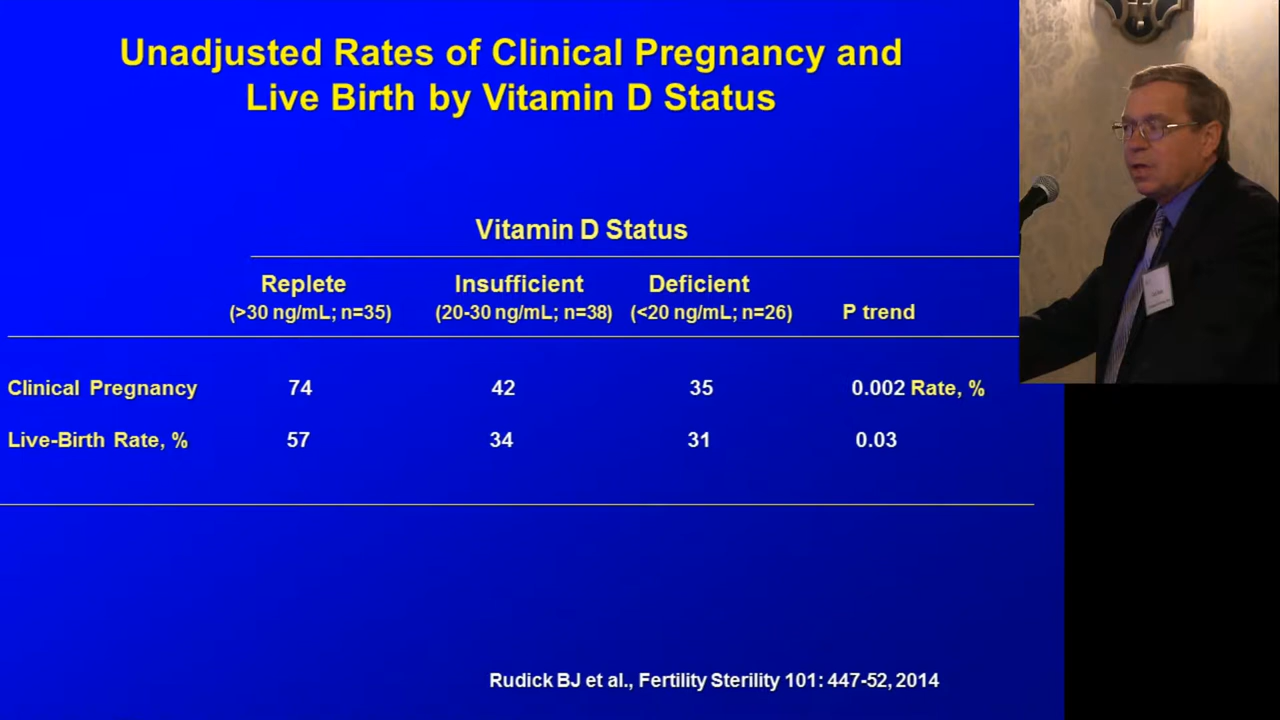 Unadjusted Rates of Clinical Pregnancy and
Live Birth by Vitamin D Status
Vitamin D Status
Replete Insufficient Deficient
(>30 ng/mL; n=35) (20-30 ng/mL; n=38) (<20 ng/mL; n=26) P trend
Clinical Pregnancy 74 42 35 0.002 Rate, %
Live-Birth Rate, % 57 34 31 0.03
Rudick BJ et al., Fertility Sterility 101: 447-52, 2014